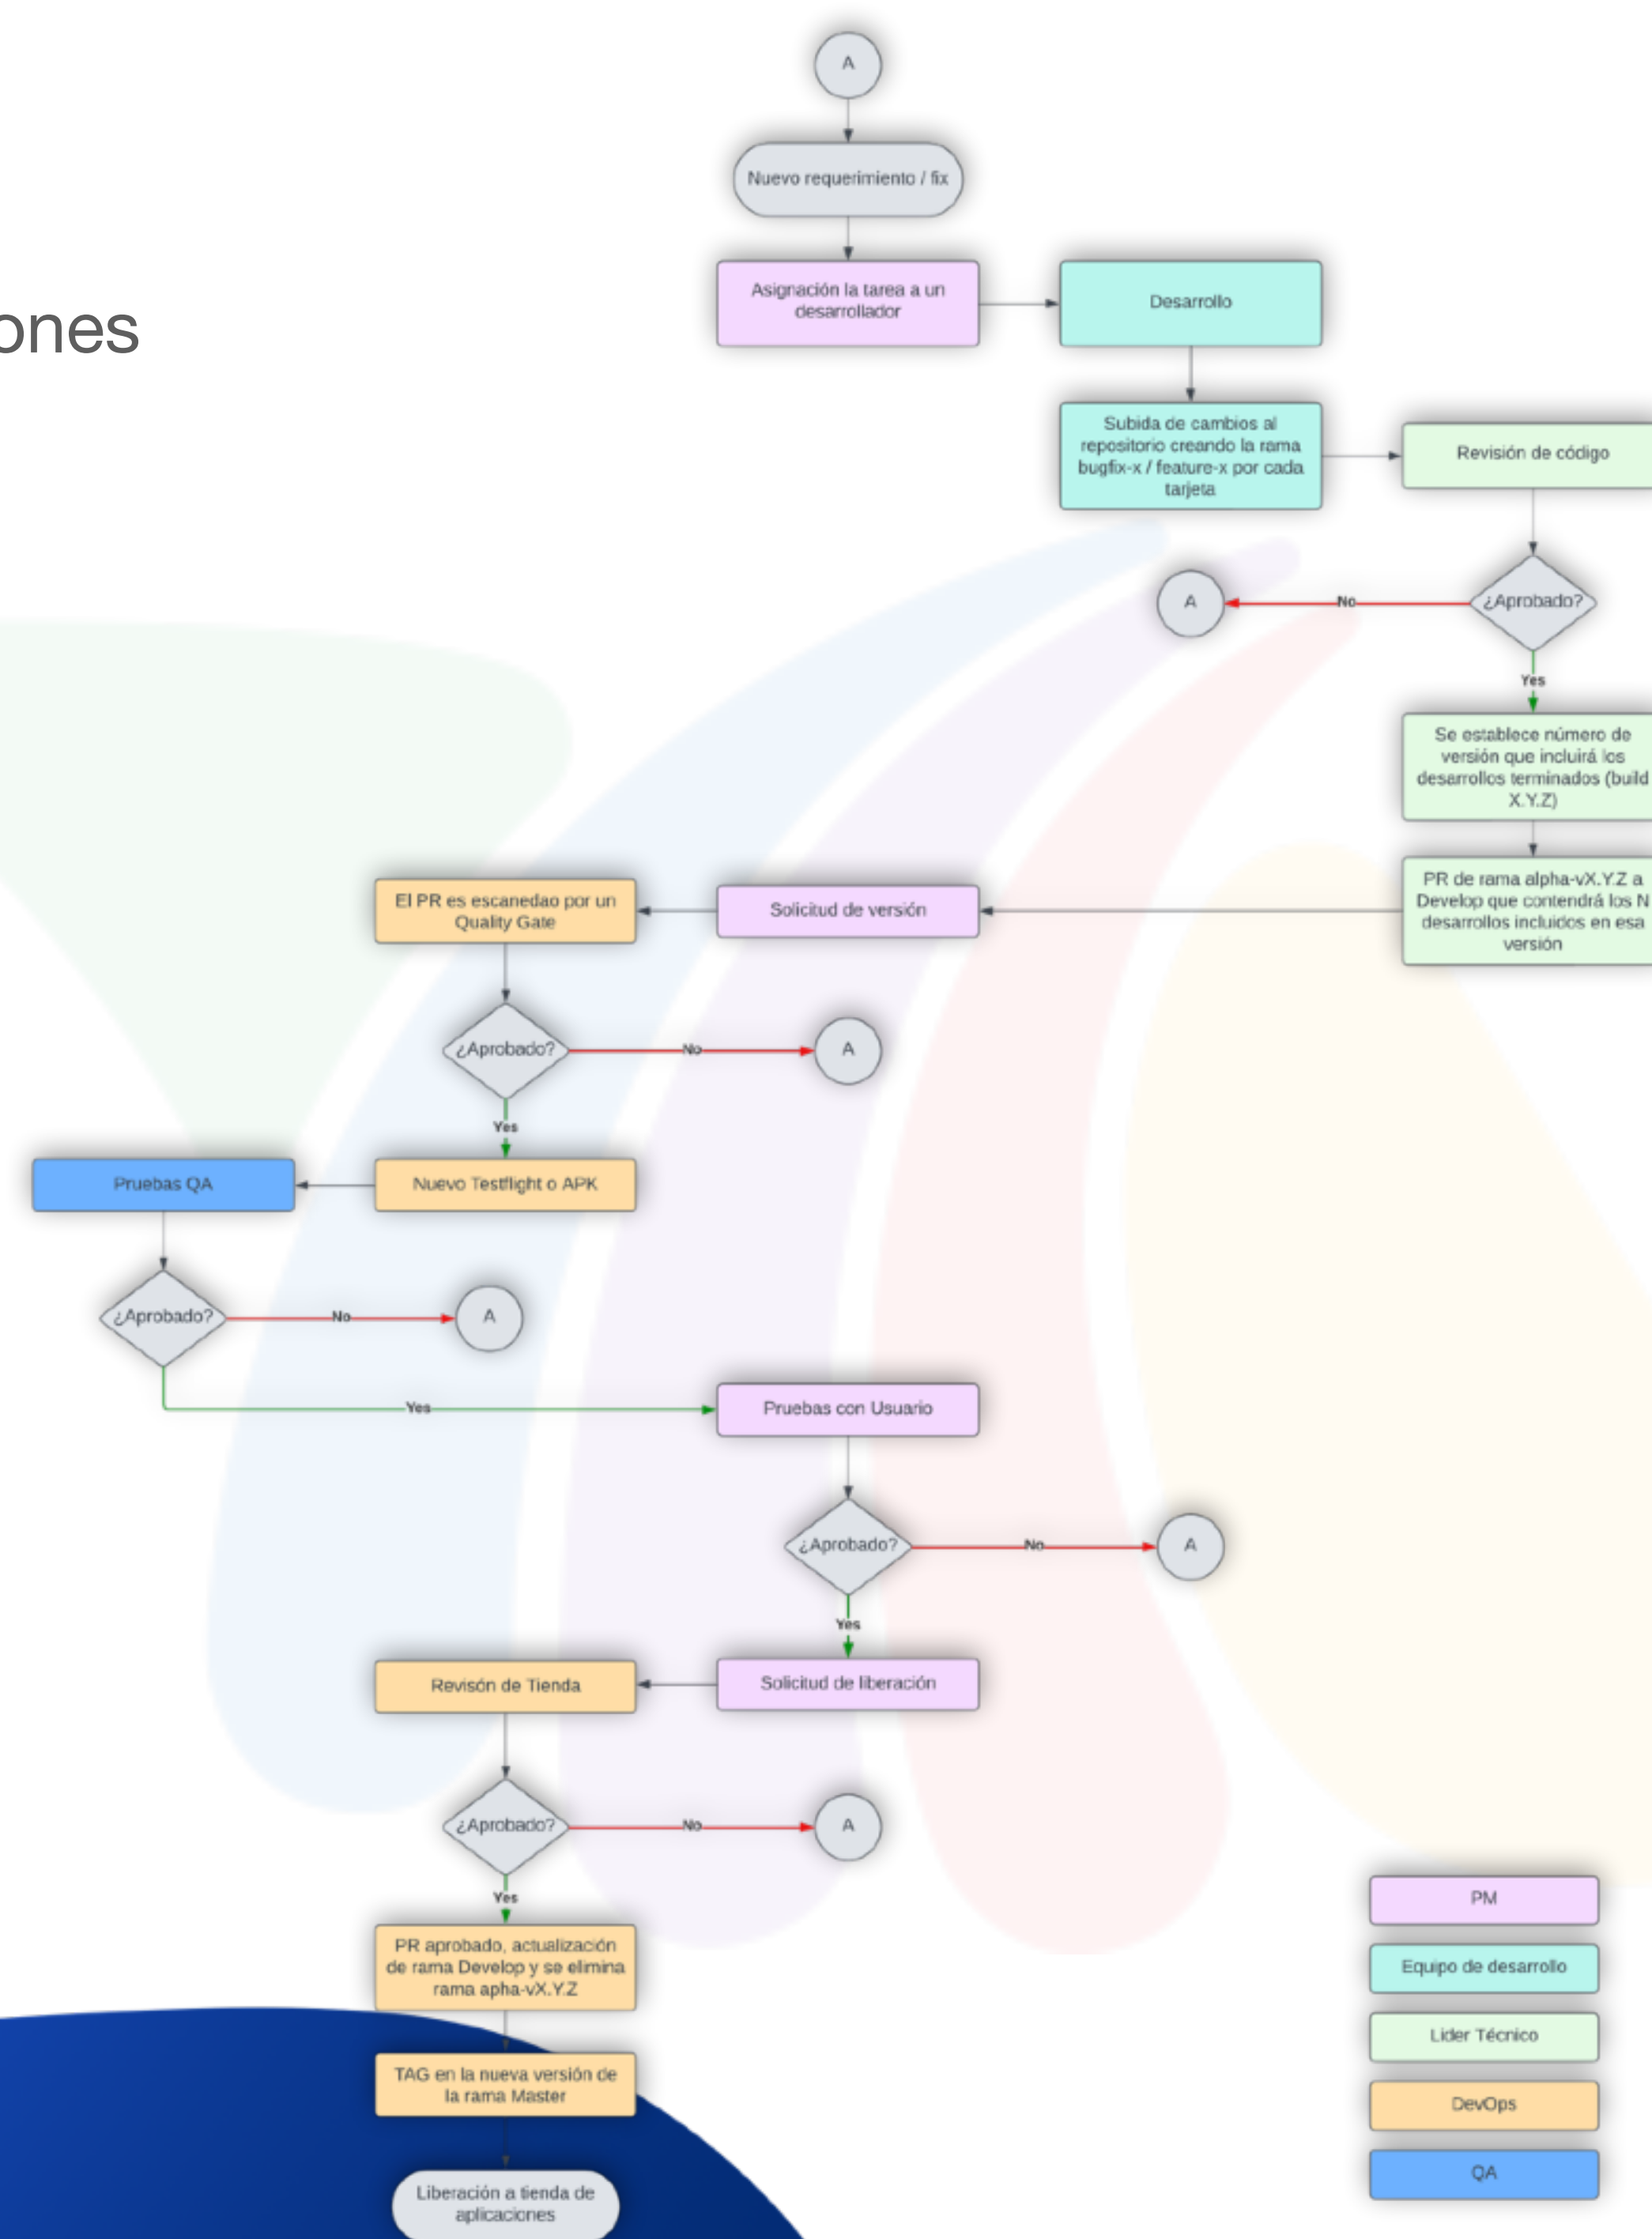 A
Nuevo requerimiento / fix
ones
Asignación la tarea a un
desarrollador
Desarrollo
Subida de cambios al
repositorio creando la rama
bugfix-x / feature-x por cada
tarjeta
Revisión de código
¿Aprobado?
No
A
Yes
Se establece número de
versión que incluirá los
desarrollos terminados (build
X.Y.Z)
PR de rama alpha-vX.Y.Z a
Develop que contendrá los N
desarrollos incluidos en esa
versión
Solicitud de versión
El PR es escanedao por un
Quality Gate
¿Aprobado?
No
A
Yes
Nuevo Testflight o APK
Pruebas QA
¿Aprobado?
No
A
Yes
Pruebas con Usuario
¿Aprobado?
No
A
Yes
Solicitud de liberación
Revisón de Tienda
¿Aprobado?
No
A
Yes
PR aprobado, actualización
de rama Develop y se elimina
rama apha-vX.Y.Z
TAG en la nueva versión de
la rama Master
Liberación a tienda de
aplicaciones
PM
Equipo de desarrollo
Lider Técnico
DevOps
QA